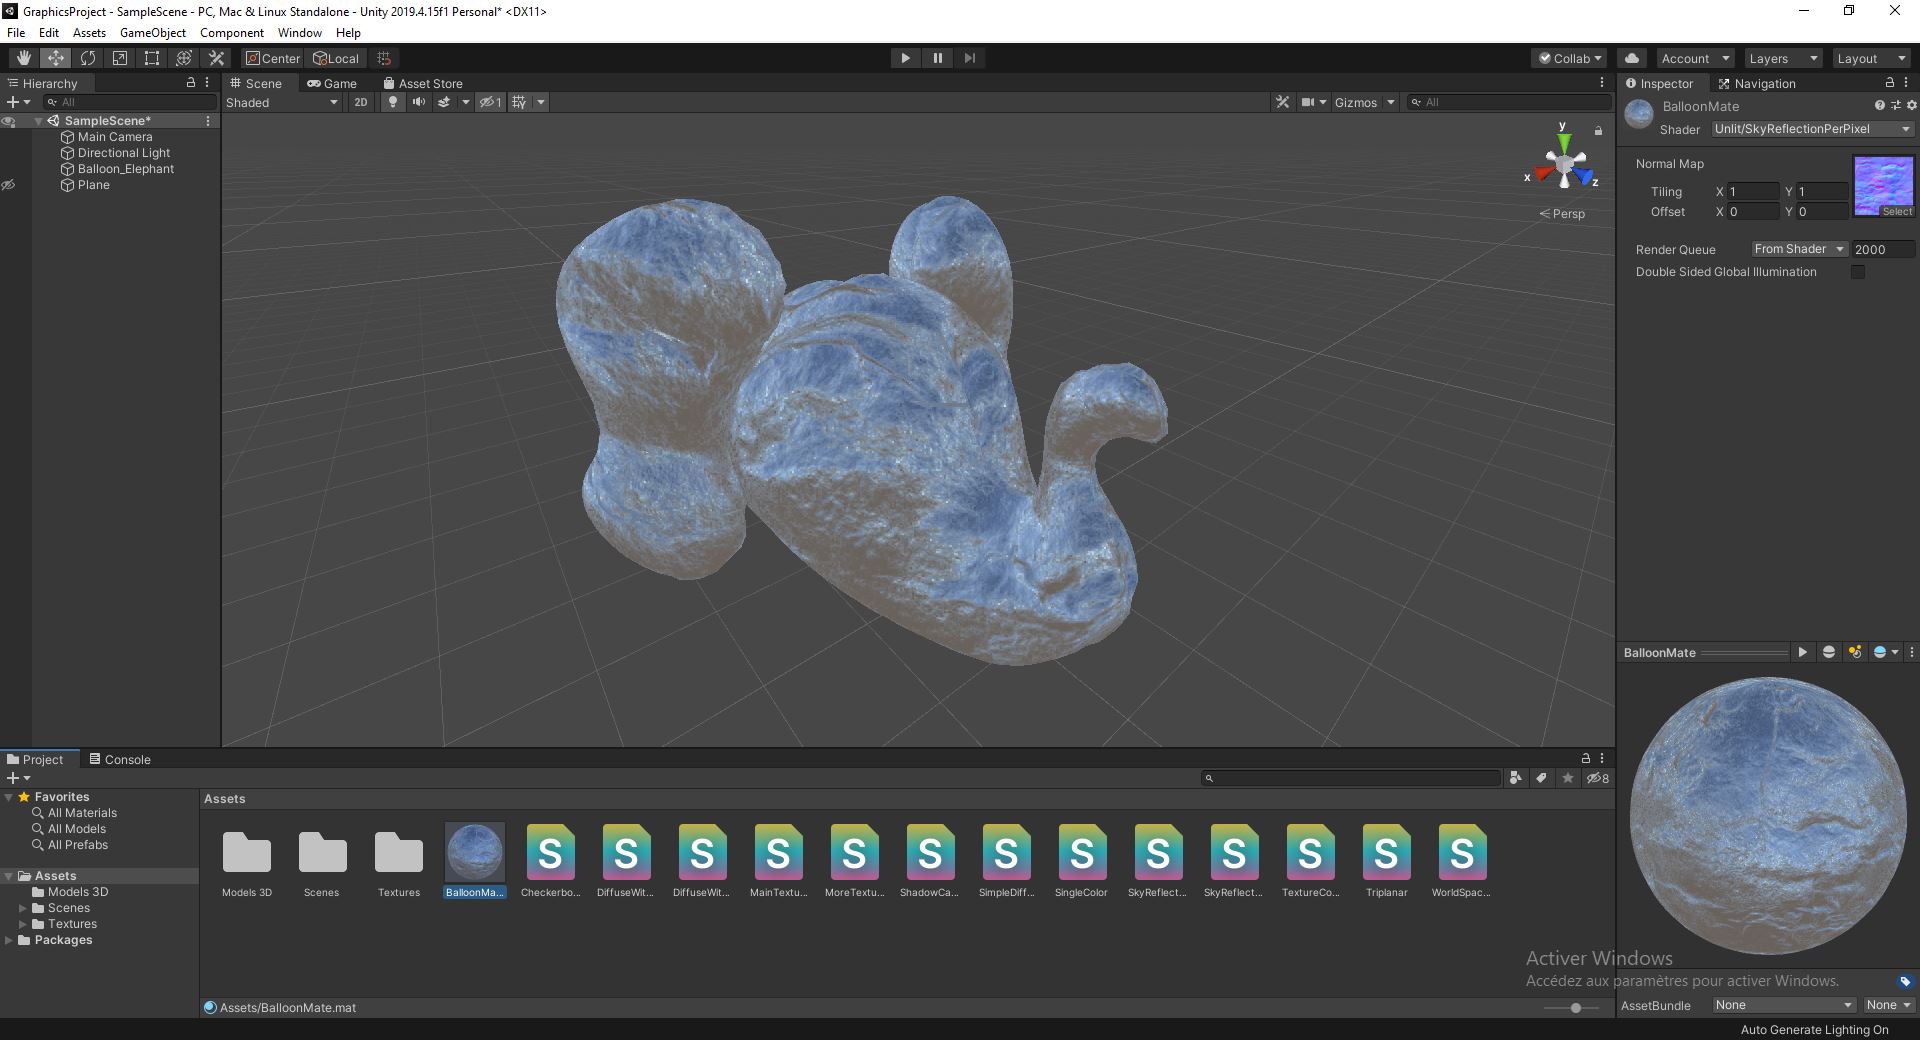 GraphicsProject - SampleScene - PC, Mac & Linux Standalone - Unity 2019.4.15f1 Personal* <DX11>
File Edit Assets GameObject Component Window Help
Center Local Collab Account Layers Layout
Hierarchy Scene Game Asset Store Inspector Navigation
All Shaded 2D 1 Gizmos All
BalloonMate
Shader Unlit/SkyReflectionPerPixel
SampleScene*
Main Camera
Directional Light
Balloon_Elephant
Plane
y
x
z
Persp
Normal Map
Tiling X 1 Y 1
Offset X 0 Y 0
Select
Render Queue From Shader 2000
Double Sided Global Illumination
BalloonMate
Project Console
8
Favorites
All Materials
All Models
All Prefabs
Assets
Models 3D
Scenes
Textures
Packages
Assets
S S S S S S S S S S S S S
Models 3D Scenes Textures BalloonMa... Checkerbo... DiffuseWit... DiffuseWit... MainTextu... MoreTextu... ShadowCa... SimpleDiff... SingleColor SkyReflect... SkyReflect... TextureCo... Triplanar WorldSpac...
Assets/BalloonMate.mat
Activer Windows
Accédez aux paramètres pour activer Windows.
AssetBundle None None
Auto Generate Lighting On